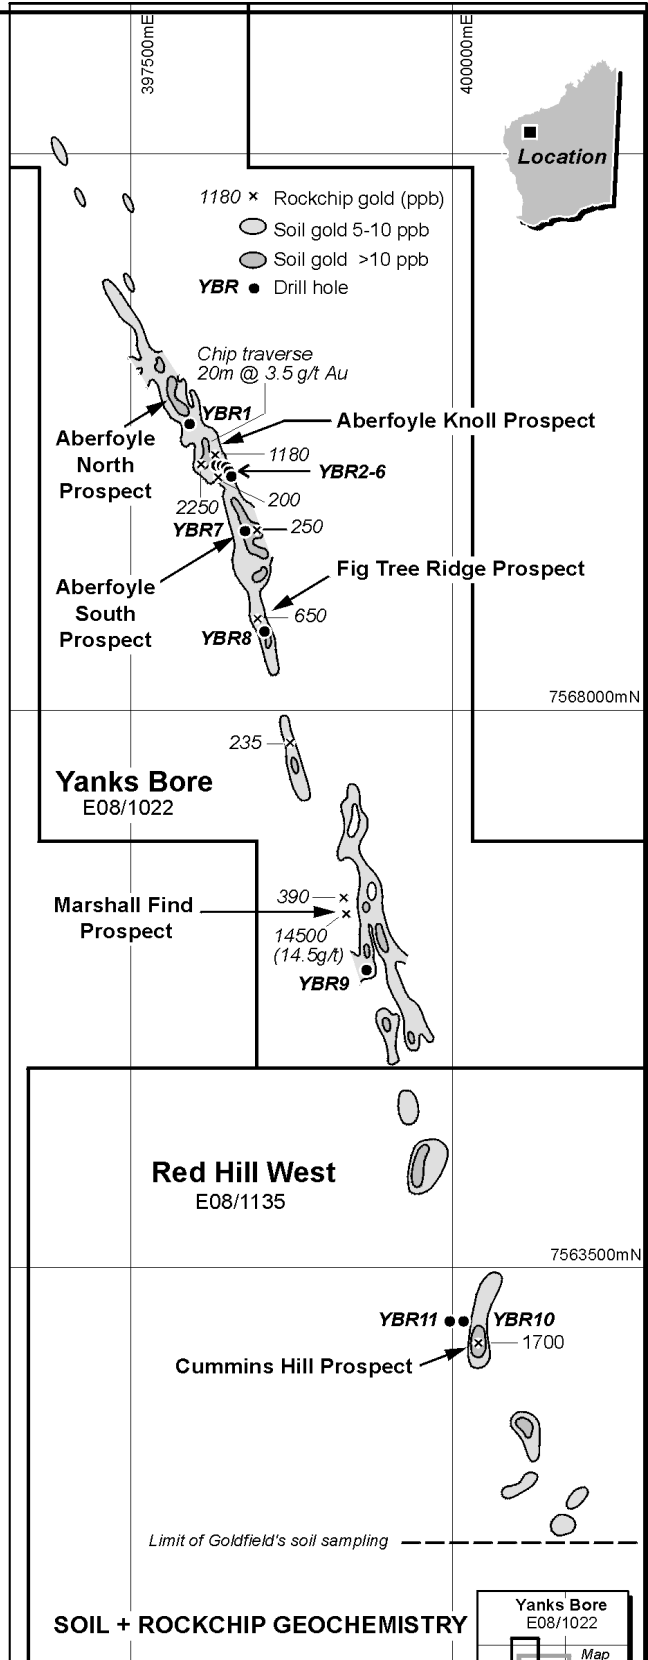 397500mE
400000mE
Location
1180 × Rockchip gold (ppb)
Soil gold 5-10 ppb
Soil gold >10 ppb
YBR ● Drill hole
Chip traverse
20m @ 3.5 g/t Au
YBR1
Aberfoyle Knoll Prospect
Aberfoyle
North
Prospect
1180
YBR2-6
2250
200
YBR7
250
Aberfoyle
South
Prospect
Fig Tree Ridge Prospect
650
YBR8
7568000mN
235
Yanks Bore
E08/1022
390
Marshall Find
Prospect
14500
(14.5g/t)
YBR9
Red Hill West
E08/1135
7563500mN
YBR11
YBR10
1700
Cummins Hill Prospect
Limit of Goldfield's soil sampling
SOIL + ROCKCHIP GEOCHEMISTRY
Yanks Bore
E08/1022
Map